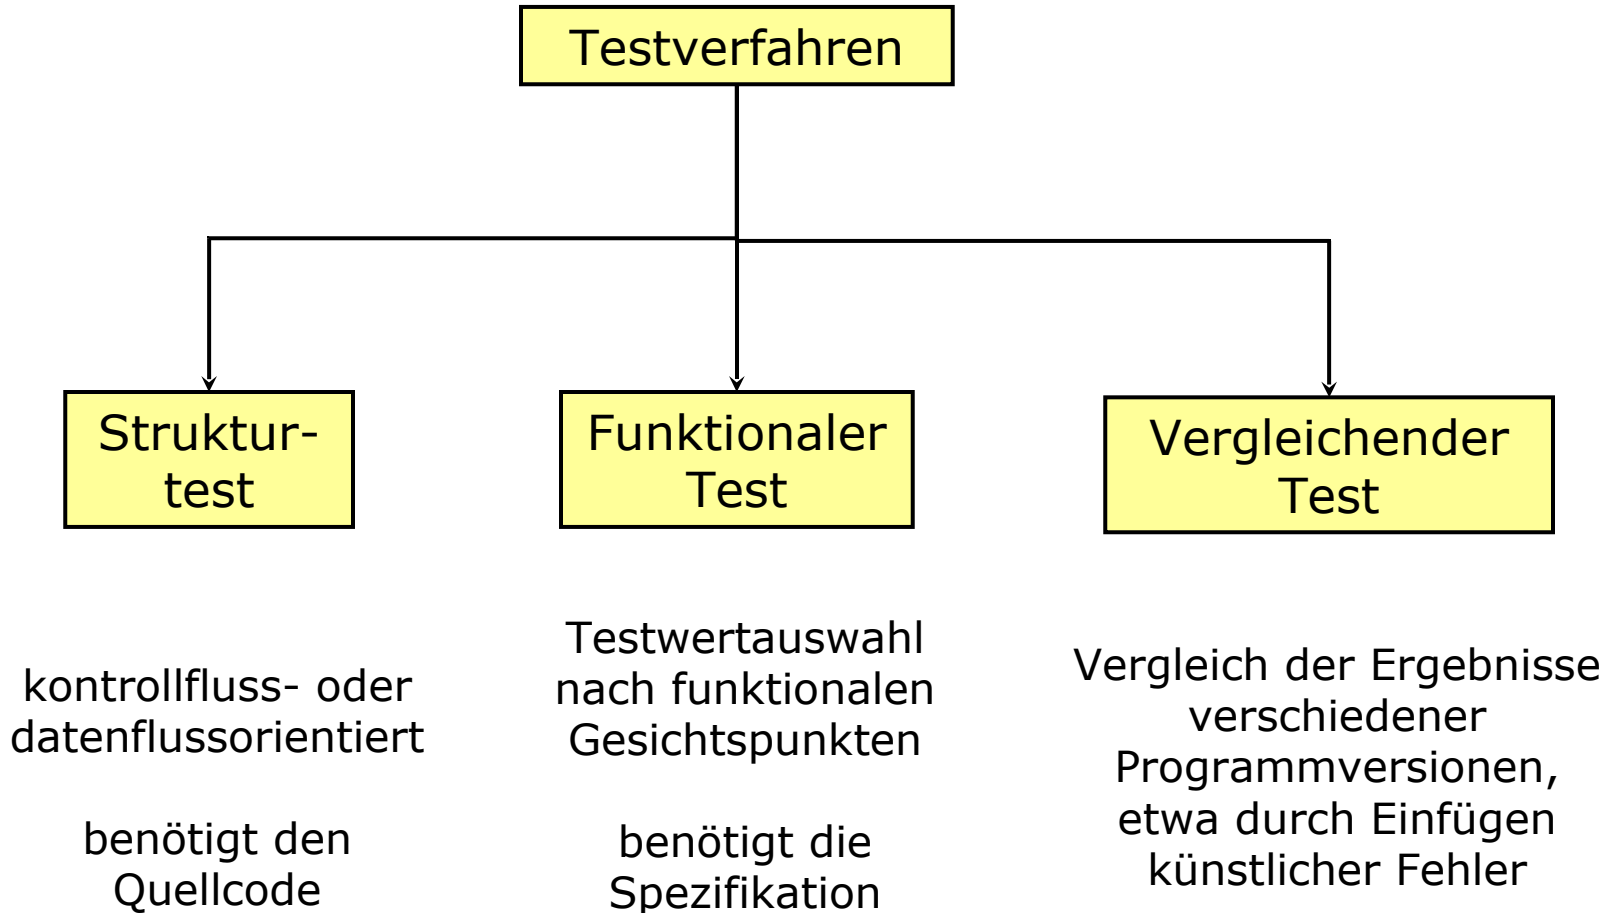 Testverfahren
Struktur-
test
Funktionaler
Test
Vergleichender
Test
kontrollfluss- oder
datenflussorientiert
benötigt den
Quellcode
Testwertauswahl
nach funktionalen
Gesichtspunkten
benötigt die
Spezifikation
Vergleich der Ergebnisse
verschiedener
Programmversionen,
etwa durch Einfügen
künstlicher Fehler